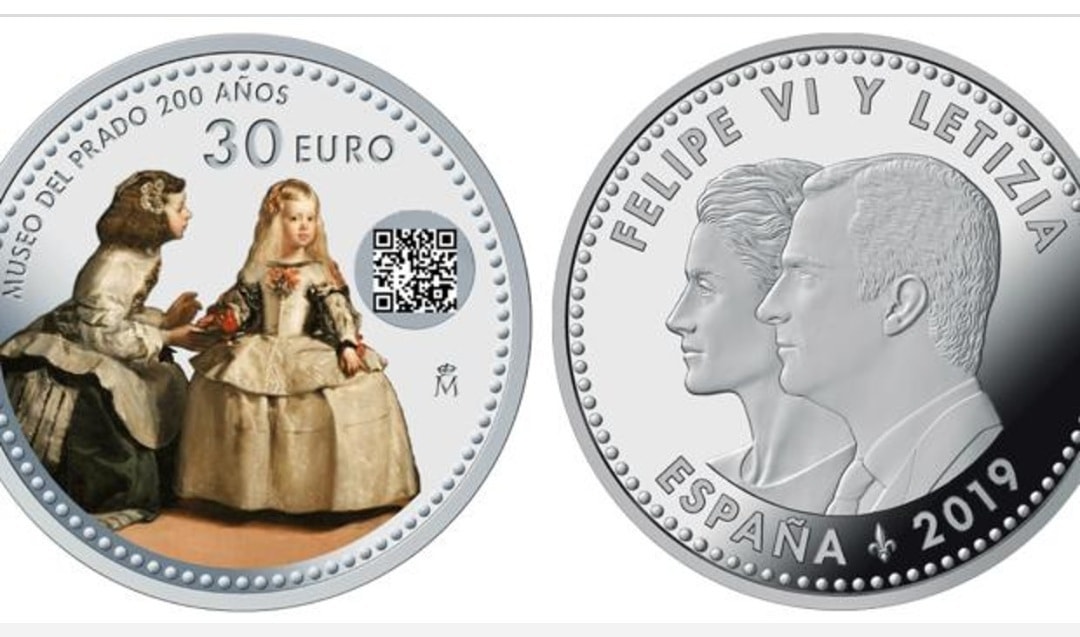 MUSEO DEL PRADO 200 AÑOS
30 EURO
M
FELIPE VI Y LETIZIA
ESPAÑA 2019